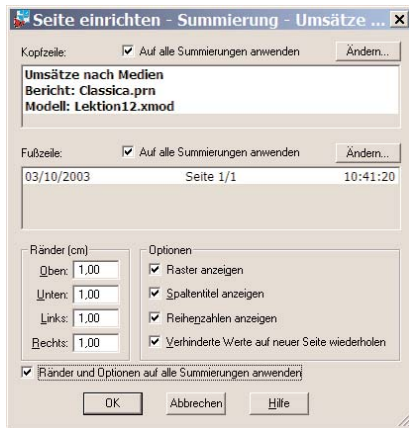 Seite einrichten - Summierung - Umsätze ...
Kopfzeile: Auf alle Summierungen anwenden Ändern...
Umsätze nach Medien
Bericht: Classica.prn
Modell: Lektion12.xmod
Fußzeile: Auf alle Summierungen anwenden Ändern...
03/10/2003 Seite 1/1 10:41:20
Ränder (cm) Optionen
Oben: 1,00 Raster anzeigen
Unten: 1,00 Spaltentitel anzeigen
Links: 1,00 Reihenzahlen anzeigen
Rechts: 1,00 Verhinderte Werte auf neuer Seite wiederholen
Ränder und Optionen auf alle Summierungen anwenden
OK Abbrechen Hilfe